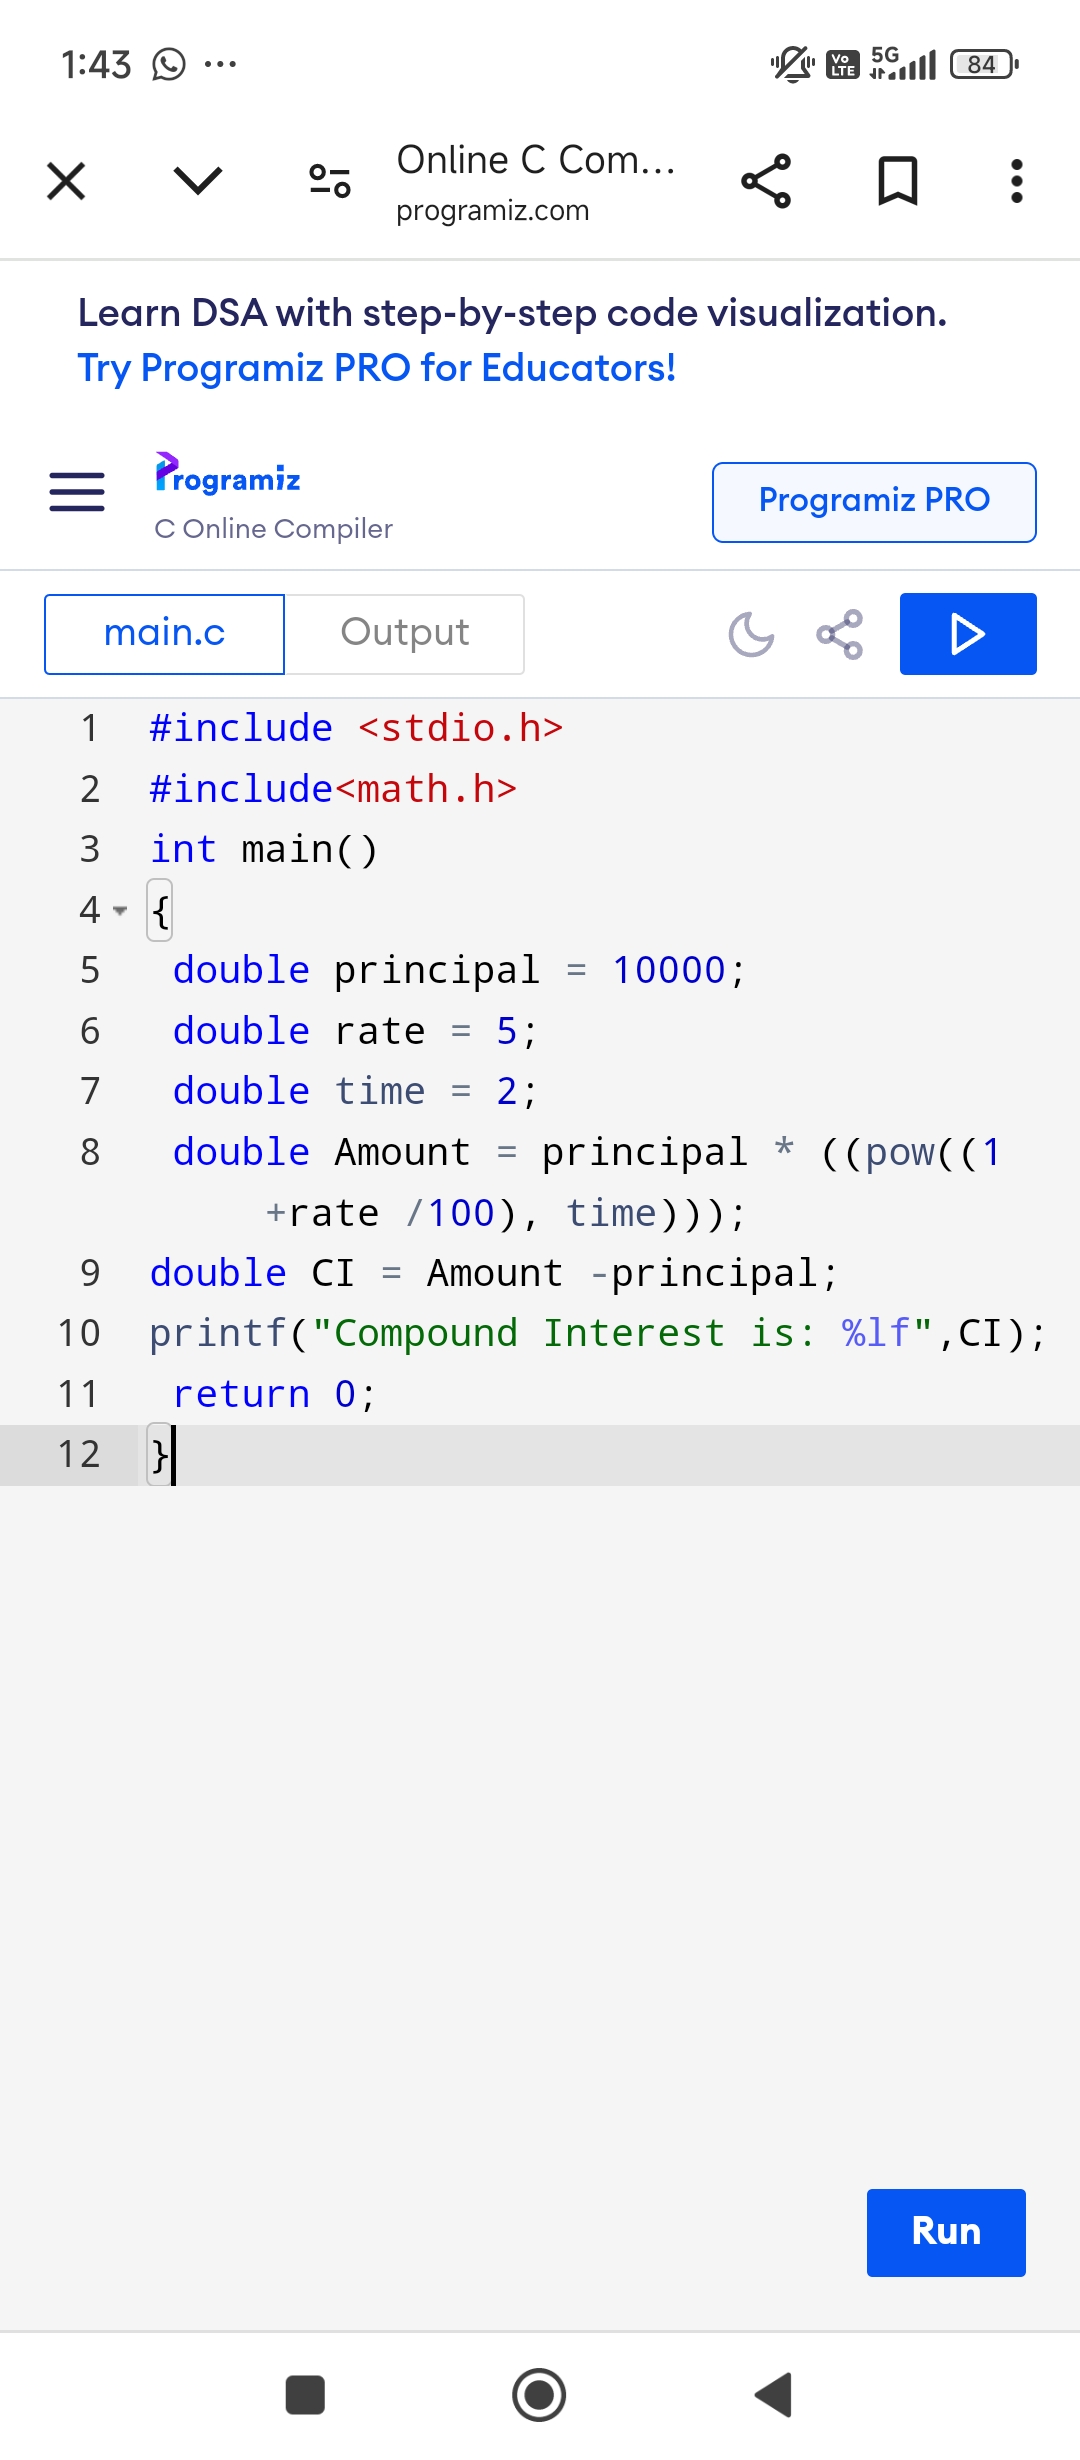 1:43 ...
Vo LTE 5G 84
Online C Com...
programiz.com
Learn DSA with step-by-step code visualization.
Try Programiz PRO for Educators!
Programiz
C Online Compiler
Programiz PRO
main.c Output
1 #include <stdio.h>
2 #include<math.h>
3 int main()
4 {
5 double principal = 10000;
6 double rate = 5;
7 double time = 2;
8 double Amount = principal * ((pow((1
+rate /100), time)));
9 double CI = Amount -principal;
10 printf("Compound Interest is: %lf",CI);
11 return 0;
12 }
Run